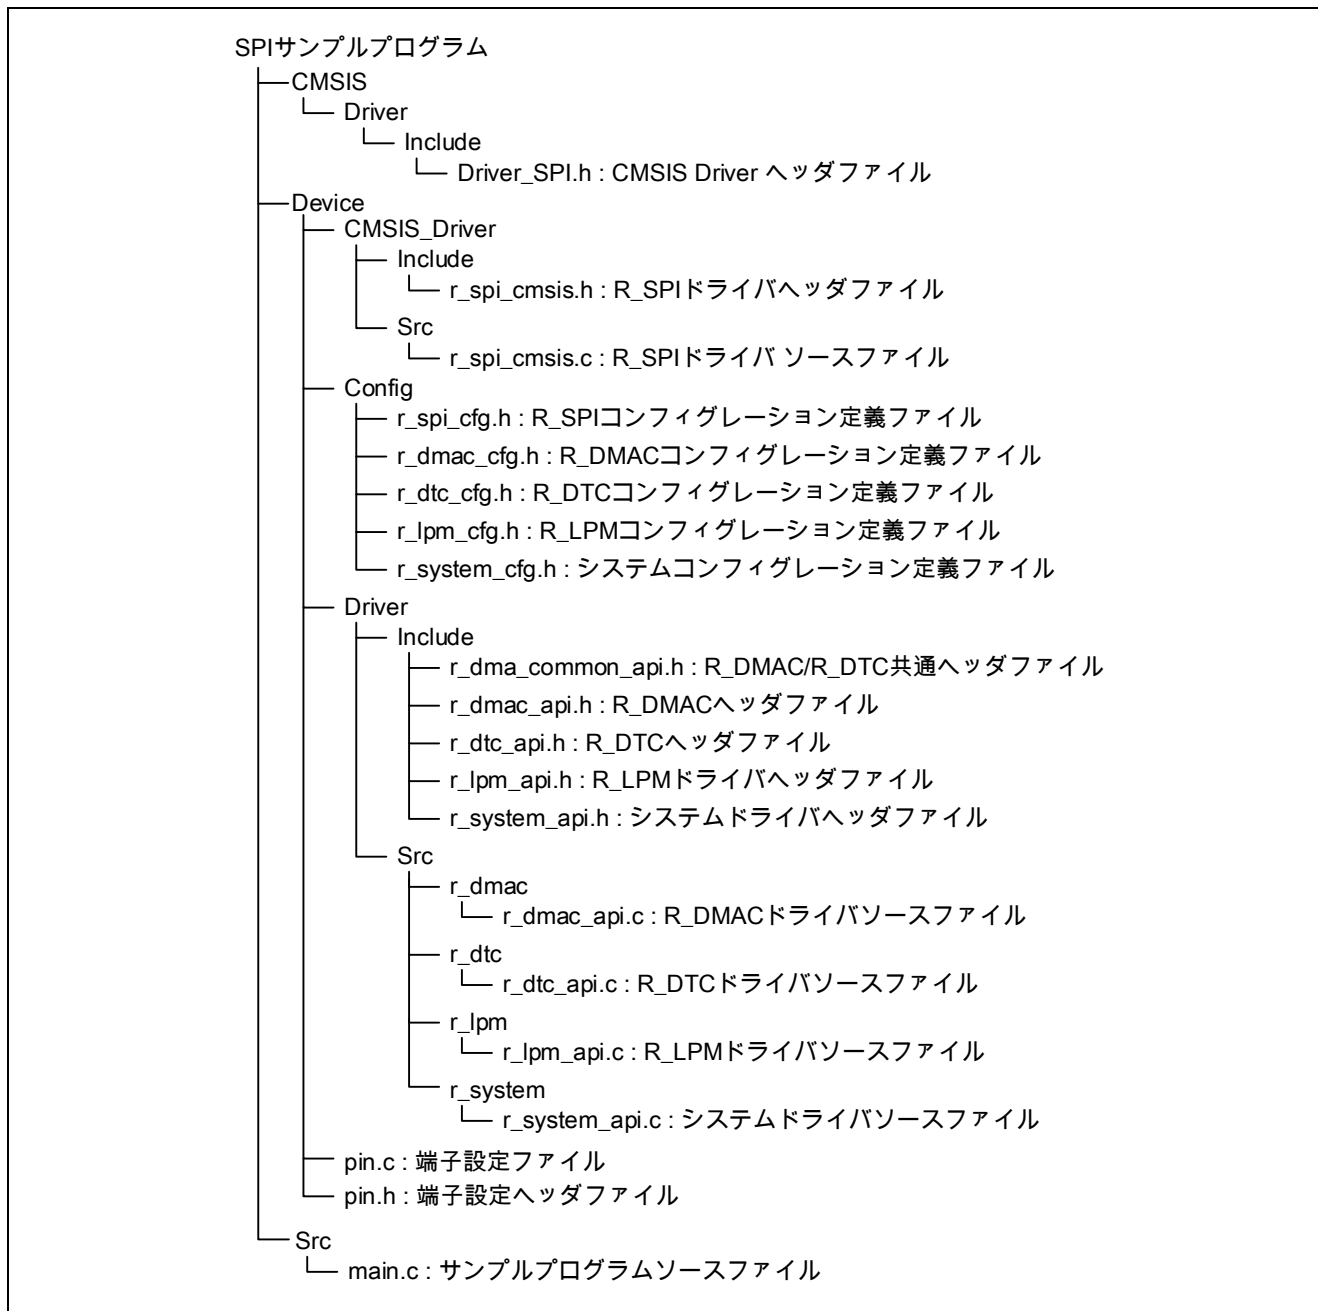 SPIサンプルプログラム
CMSIS
Driver
Include
Driver_SPI.h : CMSIS Driver ヘッダファイル
Device
CMSIS_Driver
Include
r_spi_cmsis.h : R_SPIドライバヘッダファイル
Src
r_spi_cmsis.c : R_SPIドライバ ソースファイル
Config
r_spi_cfg.h : R_SPIコンフィグレーション定義ファイル
r_dmac_cfg.h : R_DMACコンフィグレーション定義ファイル
r_dtc_cfg.h : R_DTCコンフィグレーション定義ファイル
r_lpm_cfg.h : R_LPMコンフィグレーション定義ファイル
r_system_cfg.h : システムコンフィグレーション定義ファイル
Driver
Include
r_dma_common_api.h : R_DMAC/R_DTC共通ヘッダファイル
r_dmac_api.h : R_DMACヘッダファイル
r_dtc_api.h : R_DTCヘッダファイル
r_lpm_api.h : R_LPMドライバヘッダファイル
r_system_api.h : システムドライバヘッダファイル
Src
r_dmac
r_dmac_api.c : R_DMACドライバソースファイル
r_dtc
r_dtc_api.c : R_DTCドライバソースファイル
r_lpm
r_lpm_api.c : R_LPMドライバソースファイル
r_system
r_system_api.c : システムドライバソースファイル
pin.c : 端子設定ファイル
pin.h : 端子設定ヘッダファイル
Src
main.c : サンプルプログラムソースファイル